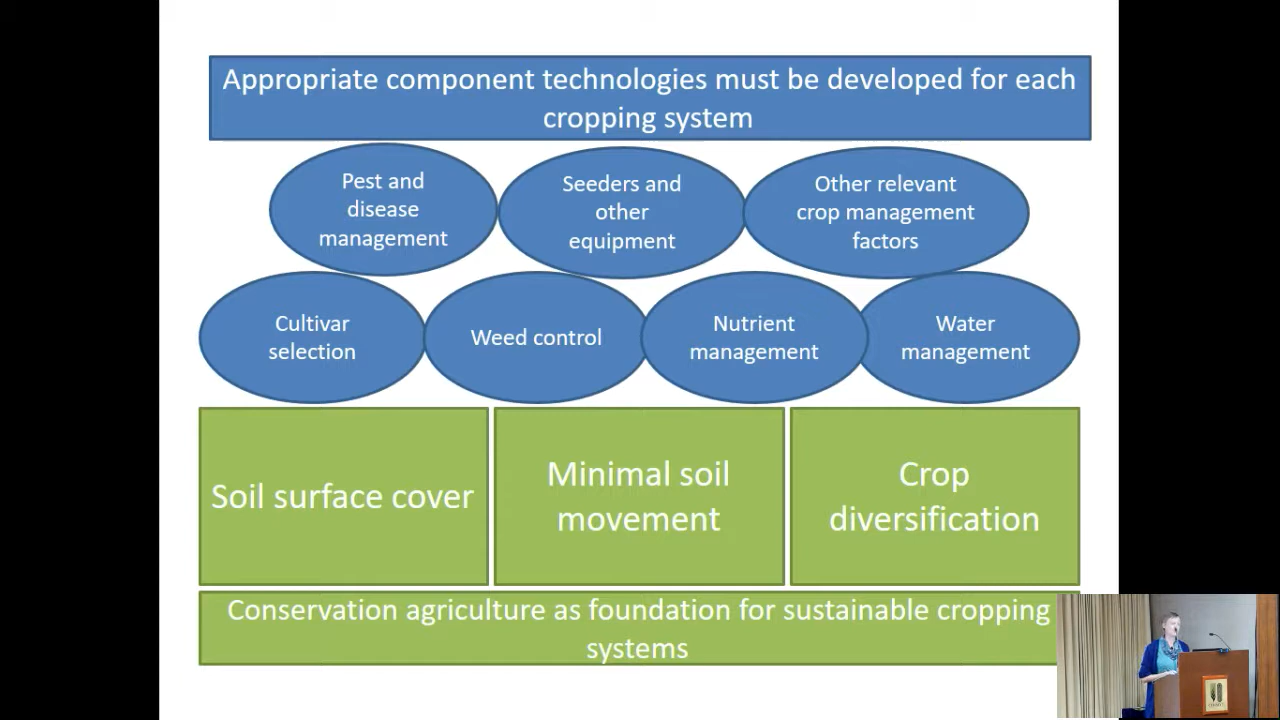 Appropriate component technologies must be developed for each
cropping system
Pest and
disease
management
Seeders and
other
equipment
Other relevant
crop management
factors
Cultivar
selection
Weed control
Nutrient
management
Water
management
Soil surface cover
Minimal soil
movement
Crop
diversification
Conservation agriculture as foundation for sustainable cropping
systems